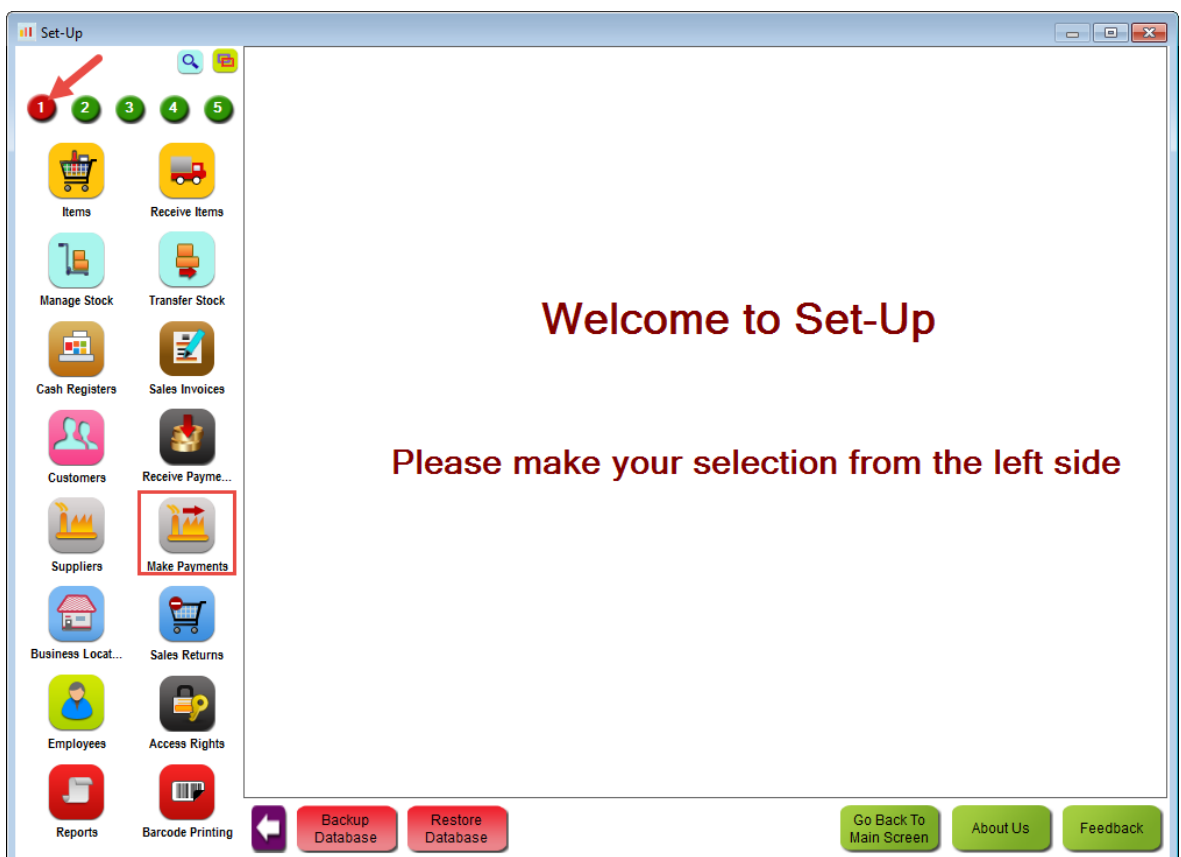 Set-Up
1 2 3 4 5
Items
Receive Items
Manage Stock
Transfer Stock
Cash Registers
Sales Invoices
Customers
Receive Payme...
Suppliers
Make Payments
Business Locat...
Sales Returns
Employees
Access Rights
Reports
Barcode Printing
Welcome to Set-Up
Please make your selection from the left side
Backup
Database
Restore
Database
Go Back To
Main Screen
About Us
Feedback